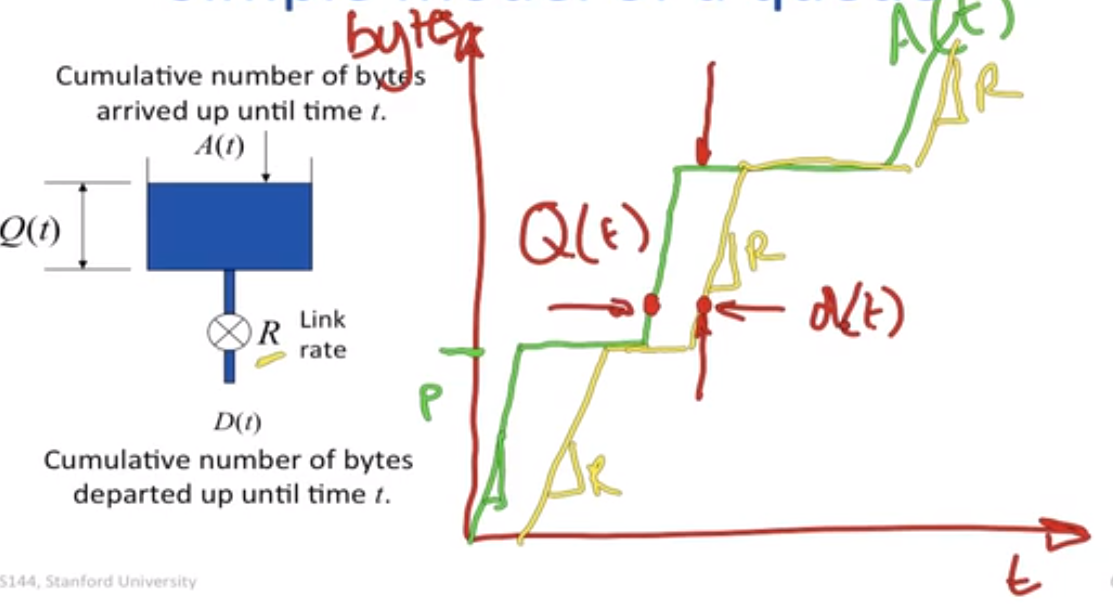 bytes
A(t)
Cumulative number of bytes
arrived up until time t.
A(t)
R
Q(t)
Q(t)
R
d(t)
R Link
rate
P
D(t)
Cumulative number of bytes
departed up until time t.
R
S144, Stanford University
t